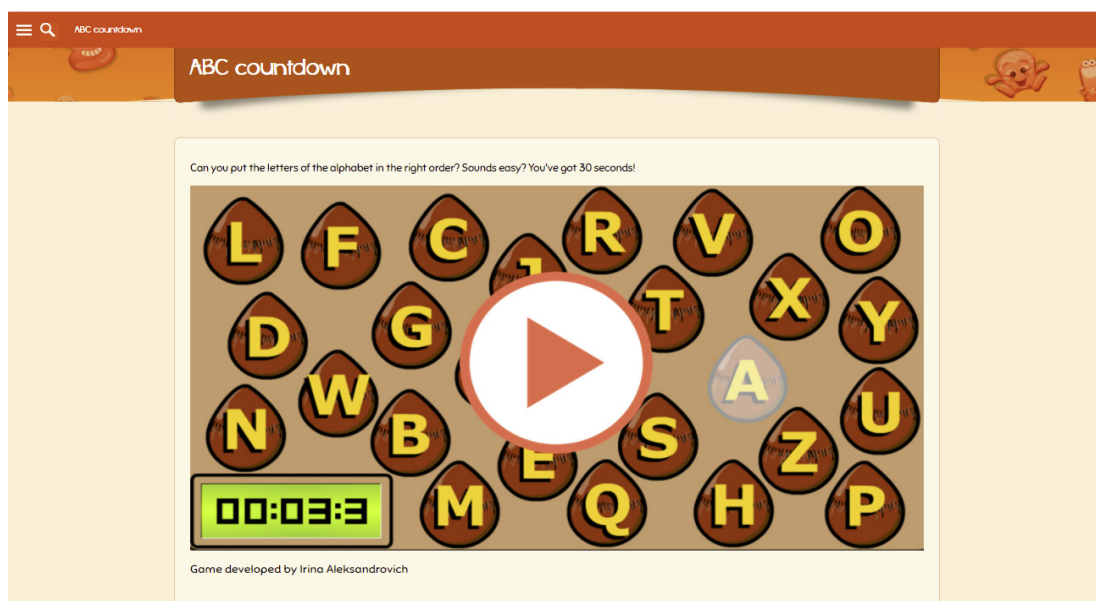 ABC countdown
ABC countdown
Can you put the letters of the alphabet in the right order? Sounds easy? You've got 30 seconds!
L F C J R V O
D G T X Y
N W B E S A Z U
00:03:3 M Q H P
Game developed by Irina Aleksandrovich